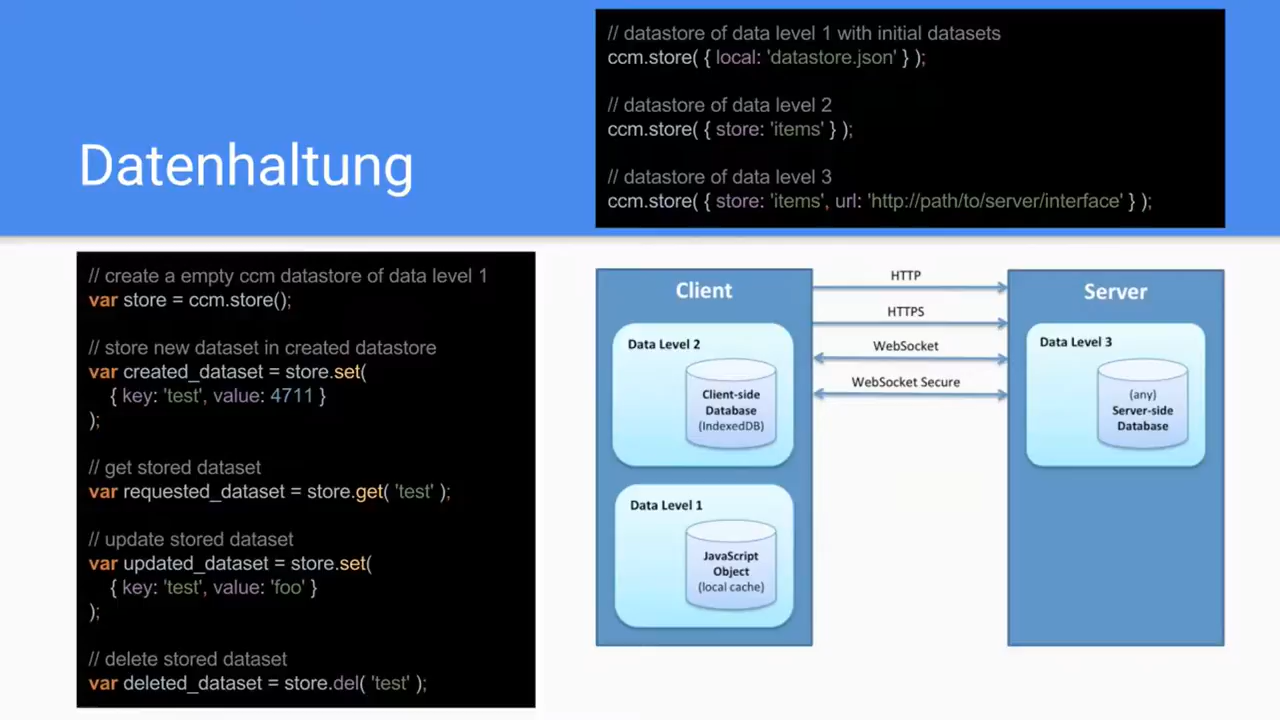 Datenhaltung
// datastore of data level 1 with initial datasets
ccm.store( { local: 'datastore.json' } );
// datastore of data level 2
ccm.store( { store: 'items' } );
// datastore of data level 3
ccm.store( { store: 'items', url: 'http://path/to/server/interface' } );
// create a empty ccm datastore of data level 1
var store = ccm.store();
// store new dataset in created datastore
var created_dataset = store.set(
{ key: 'test', value: 4711 }
);
// get stored dataset
var requested_dataset = store.get( 'test' );
// update stored dataset
var updated_dataset = store.set(
{ key: 'test', value: 'foo' }
);
// delete stored dataset
var deleted_dataset = store.del( 'test' );
Client
Data Level 2
Client-side
Database
(IndexedDB)
Data Level 1
JavaScript
Object
(local cache)
HTTP
HTTPS
WebSocket
WebSocket Secure
Server
Data Level 3
(any)
Server-side
Database